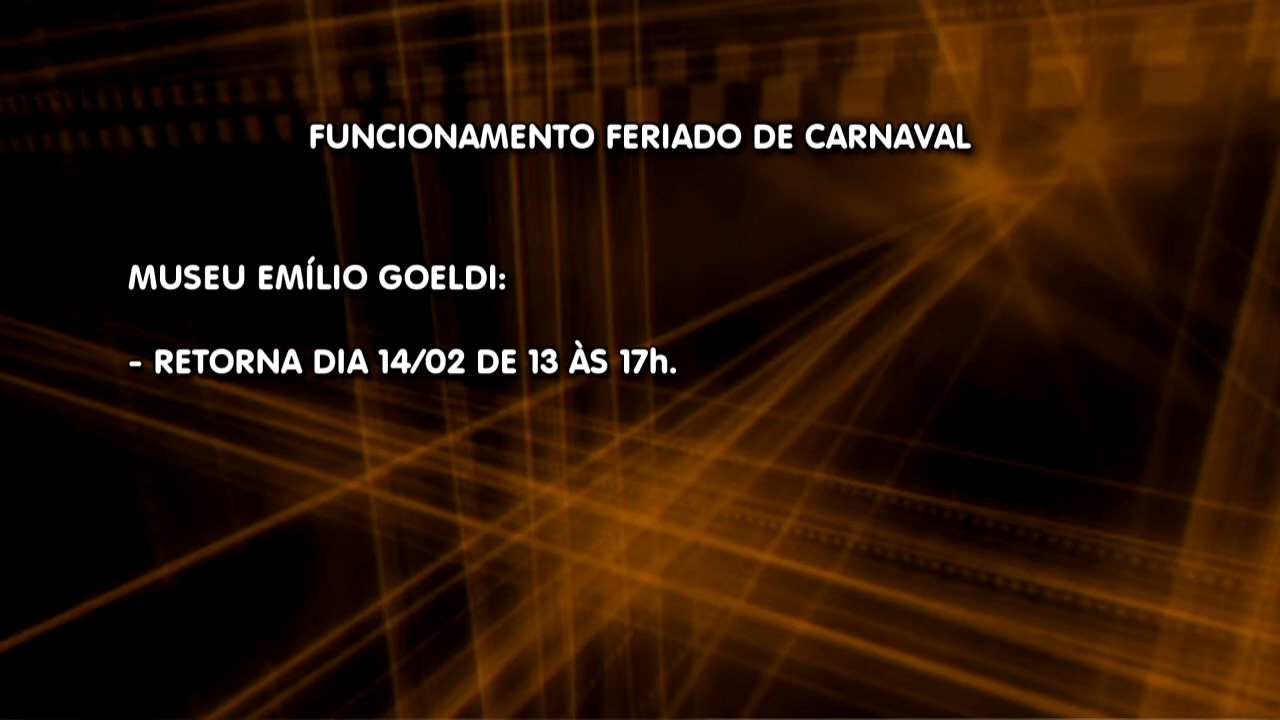 FUNCIONAMENTO FERIADO DE CARNAVAL
MUSEU EMÍLIO GOELDI:
- RETORNA DIA 14/02 DE 13 ÀS 17h.